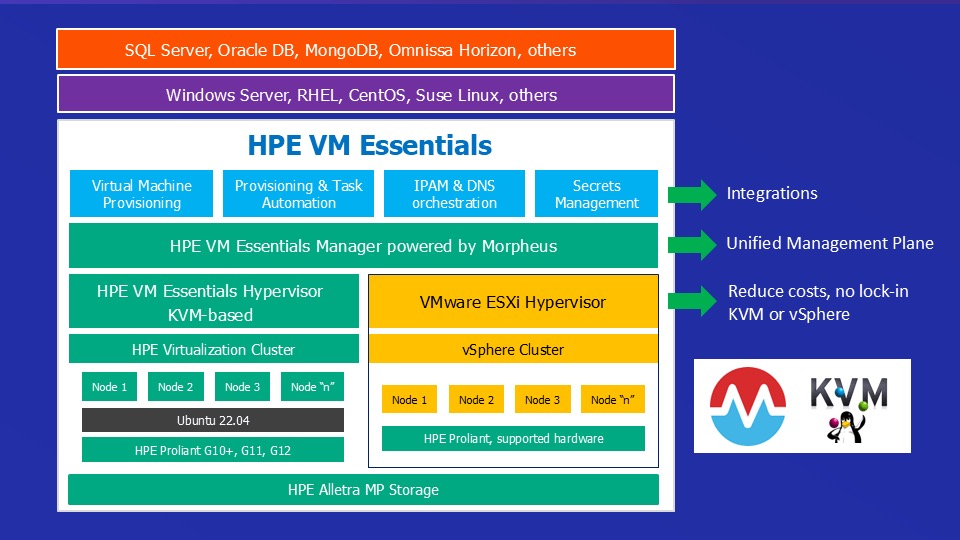 SQL Server, Oracle DB, MongoDB, Omnissa Horizon, others
Windows Server, RHEL, CentOS, Suse Linux, others
HPE VM Essentials
Virtual Machine
Provisioning
Provisioning & Task
Automation
IPAM & DNS
orchestration
Secrets
Management
Integrations
HPE VM Essentials Manager powered by Morpheus
Unified Management Plane
HPE VM Essentials Hypervisor
KVM-based
VMware ESXi Hypervisor
Reduce costs, no lock-in
KVM or vSphere
HPE Virtualization Cluster
vSphere Cluster
Node 1
Node 2
Node 3
Node “n”
Node 1
Node 2
Node 3
Node “n”
Ubuntu 22.04
HPE Proliant G10+, G11, G12
HPE Proliant, supported hardware
HPE Alletra MP Storage
KVM